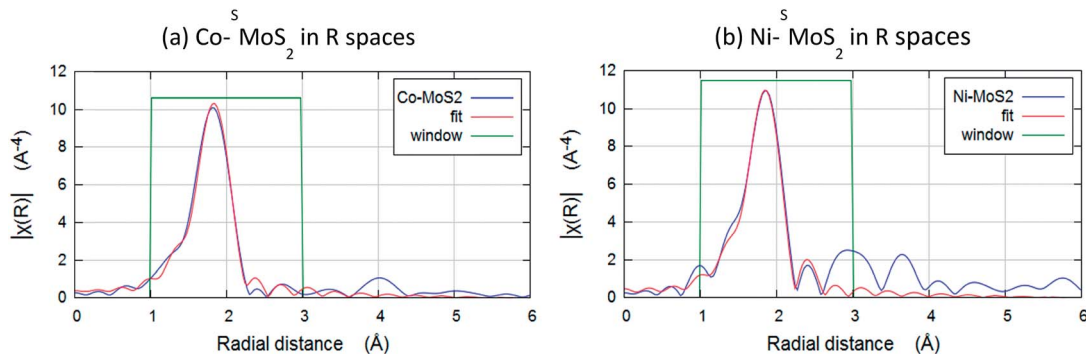 (a) Co-ˢMoS₂ in R spaces
12
10
8
6
4
2
0
|χ(R)| (A⁻⁴)
Co-MoS2
fit
window
0 1 2 3 4 5 6
Radial distance (Å)
(b) Ni-ˢMoS₂ in R spaces
12
10
8
6
4
2
0
|χ(R)| (A⁻⁴)
Ni-MoS2
fit
window
0 1 2 3 4 5 6
Radial distance (Å)